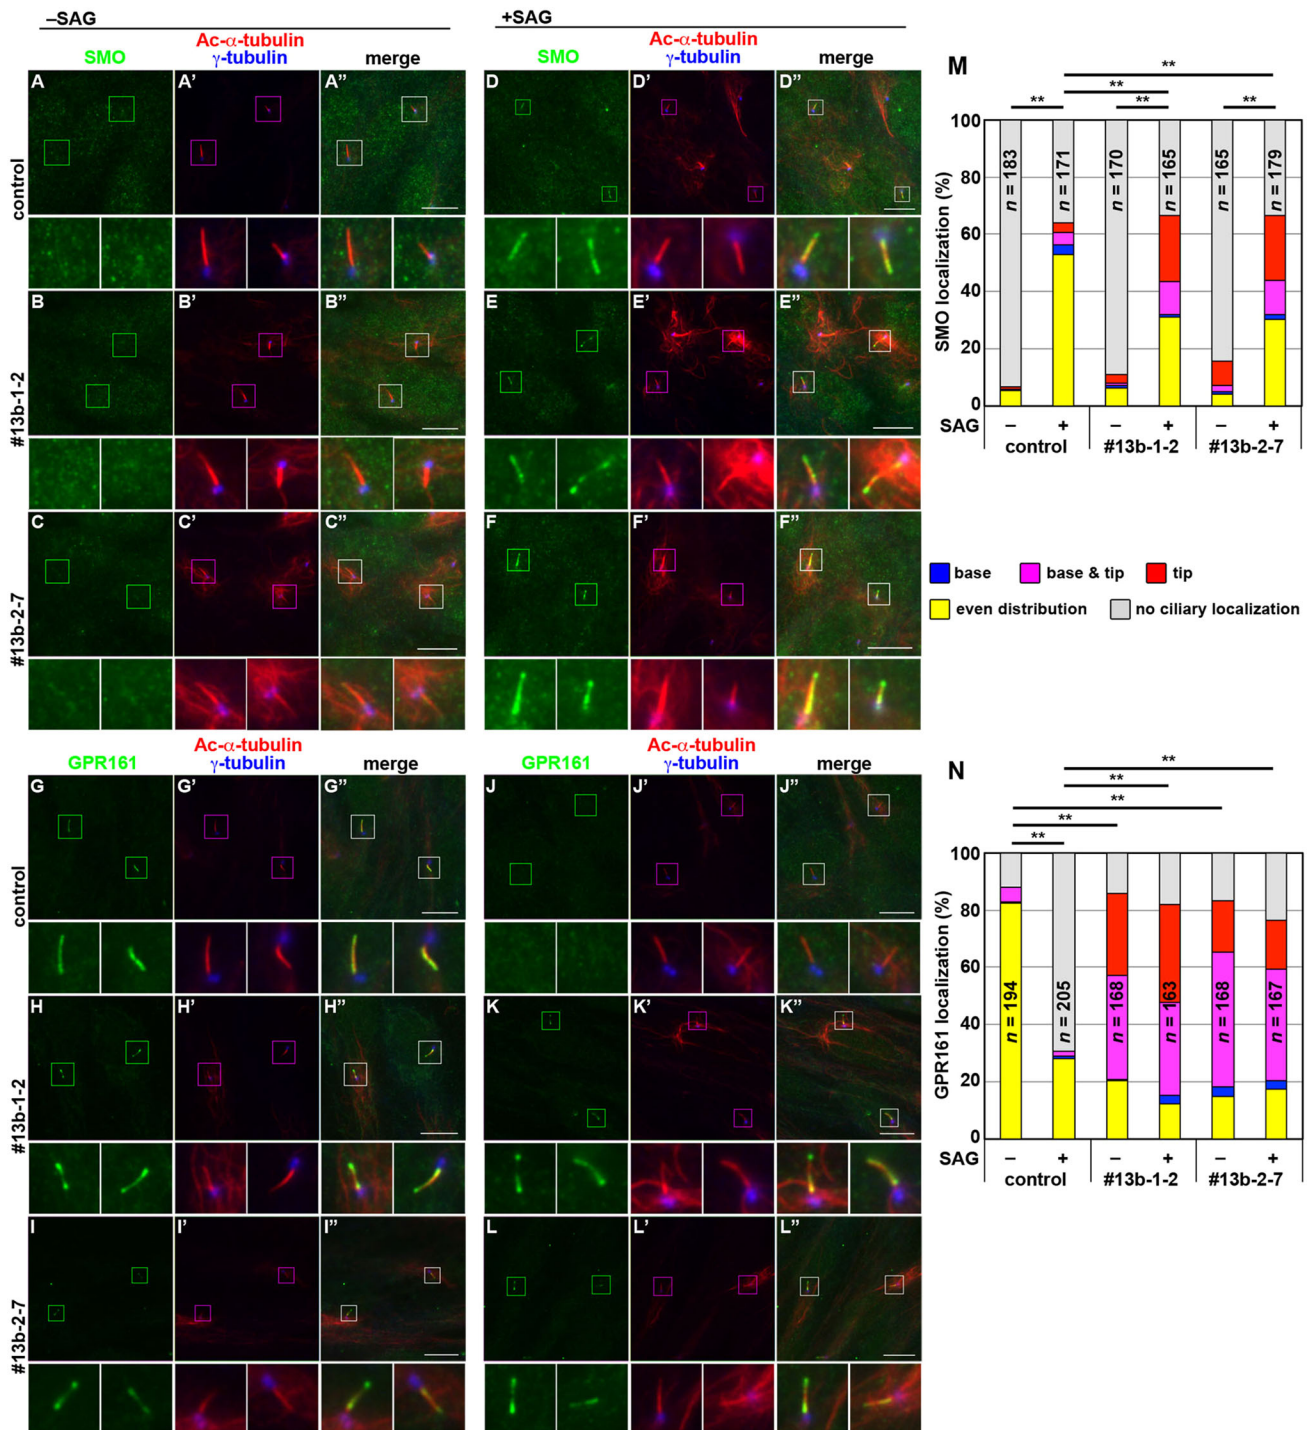 –SAG
+SAG
SMO
Ac-α-tubulin
γ-tubulin
merge
SMO
Ac-α-tubulin
γ-tubulin
merge
control
A
A’
A”
D
D’
D”
#13b-1-2
B
B’
B”
E
E’
E”
#13b-2-7
C
C’
C”
F
F’
F”
GPR161
Ac-α-tubulin
γ-tubulin
merge
GPR161
Ac-α-tubulin
γ-tubulin
merge
control
G
G’
G”
J
J’
J”
#13b-1-2
H
H’
H”
K
K’
K”
#13b-2-7
I
I’
I”
L
L’
L”
M
**
**
** ** **
SMO localization (%)
100
80
60
40
20
0
n = 183
n = 171
n = 170
n = 165
n = 165
n = 179
SAG – + – + – +
control #13b-1-2 #13b-2-7
base base & tip tip
even distribution no ciliary localization
N
**
**
**
**
**
GPR161 localization (%)
100
80
60
40
20
0
n = 194
n = 205
n = 168
n = 163
n = 168
n = 167
SAG – + – + – +
control #13b-1-2 #13b-2-7